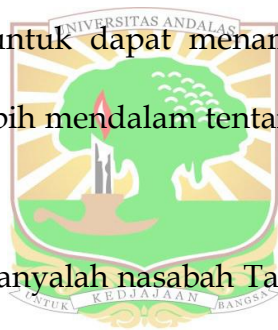 UNIVERSITAS ANDALAS
untuk dapat menan
bih mendalam tenta
anyalah nasabah Ta
UNTUK KEDJAJAAN BANGSA